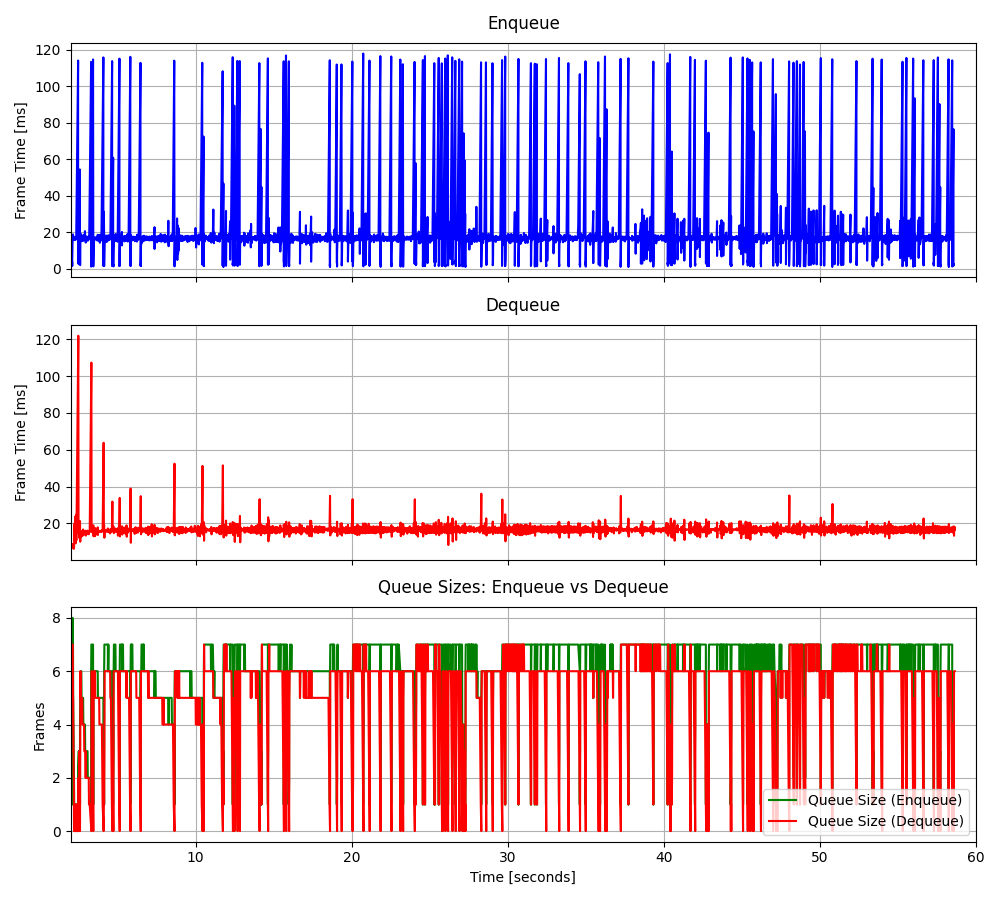 Enqueue
Frame Time [ms]
120
100
80
60
40
20
0
Dequeue
Frame Time [ms]
120
100
80
60
40
20
Queue Sizes: Enqueue vs Dequeue
Frames
8
6
4
2
0
Queue Size (Enqueue)
Queue Size (Dequeue)
10
20
30
40
50
60
Time [seconds]